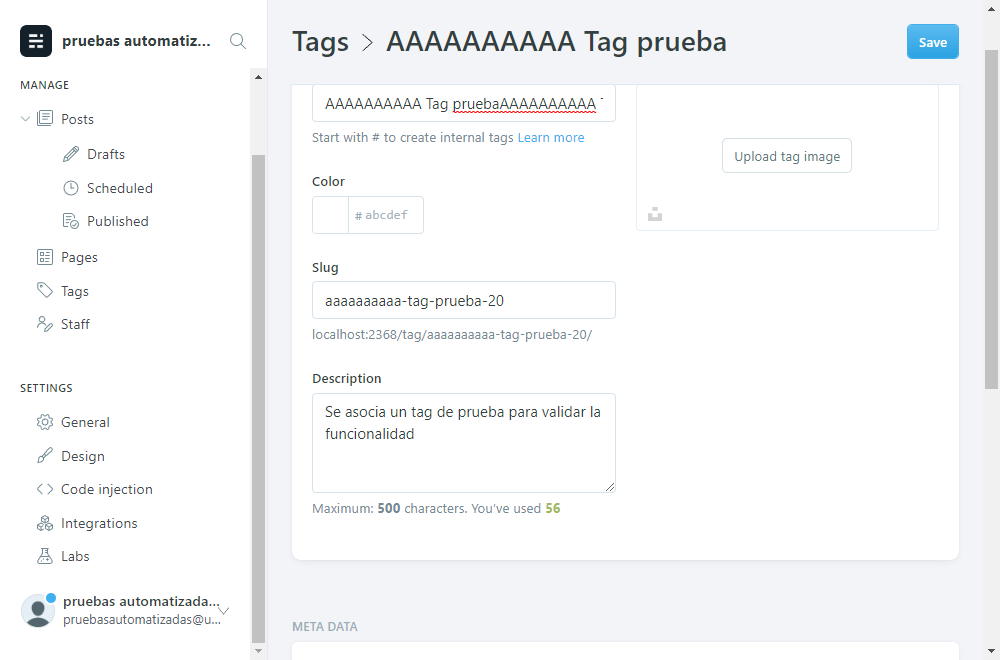 pruebas automatiz...
MANAGE
Posts
Drafts
Scheduled
Published
Pages
Tags
Staff
SETTINGS
General
Design
Code injection
Integrations
Labs
pruebas automatizada...
pruebasautomatizadas@u...
Tags > AAAAAAAAAA Tag prueba
Save
AAAAAAAAAA Tag pruebaAAAAAAAAAA
Start with # to create internal tags Learn more
Upload tag image
Color
# abcdef
Slug
aaaaaaaaaa-tag-prueba-20
localhost:2368/tag/aaaaaaaaaa-tag-prueba-20/
Description
Se asocia un tag de prueba para validar la
funcionalidad
Maximum: 500 characters. You've used 56
META DATA